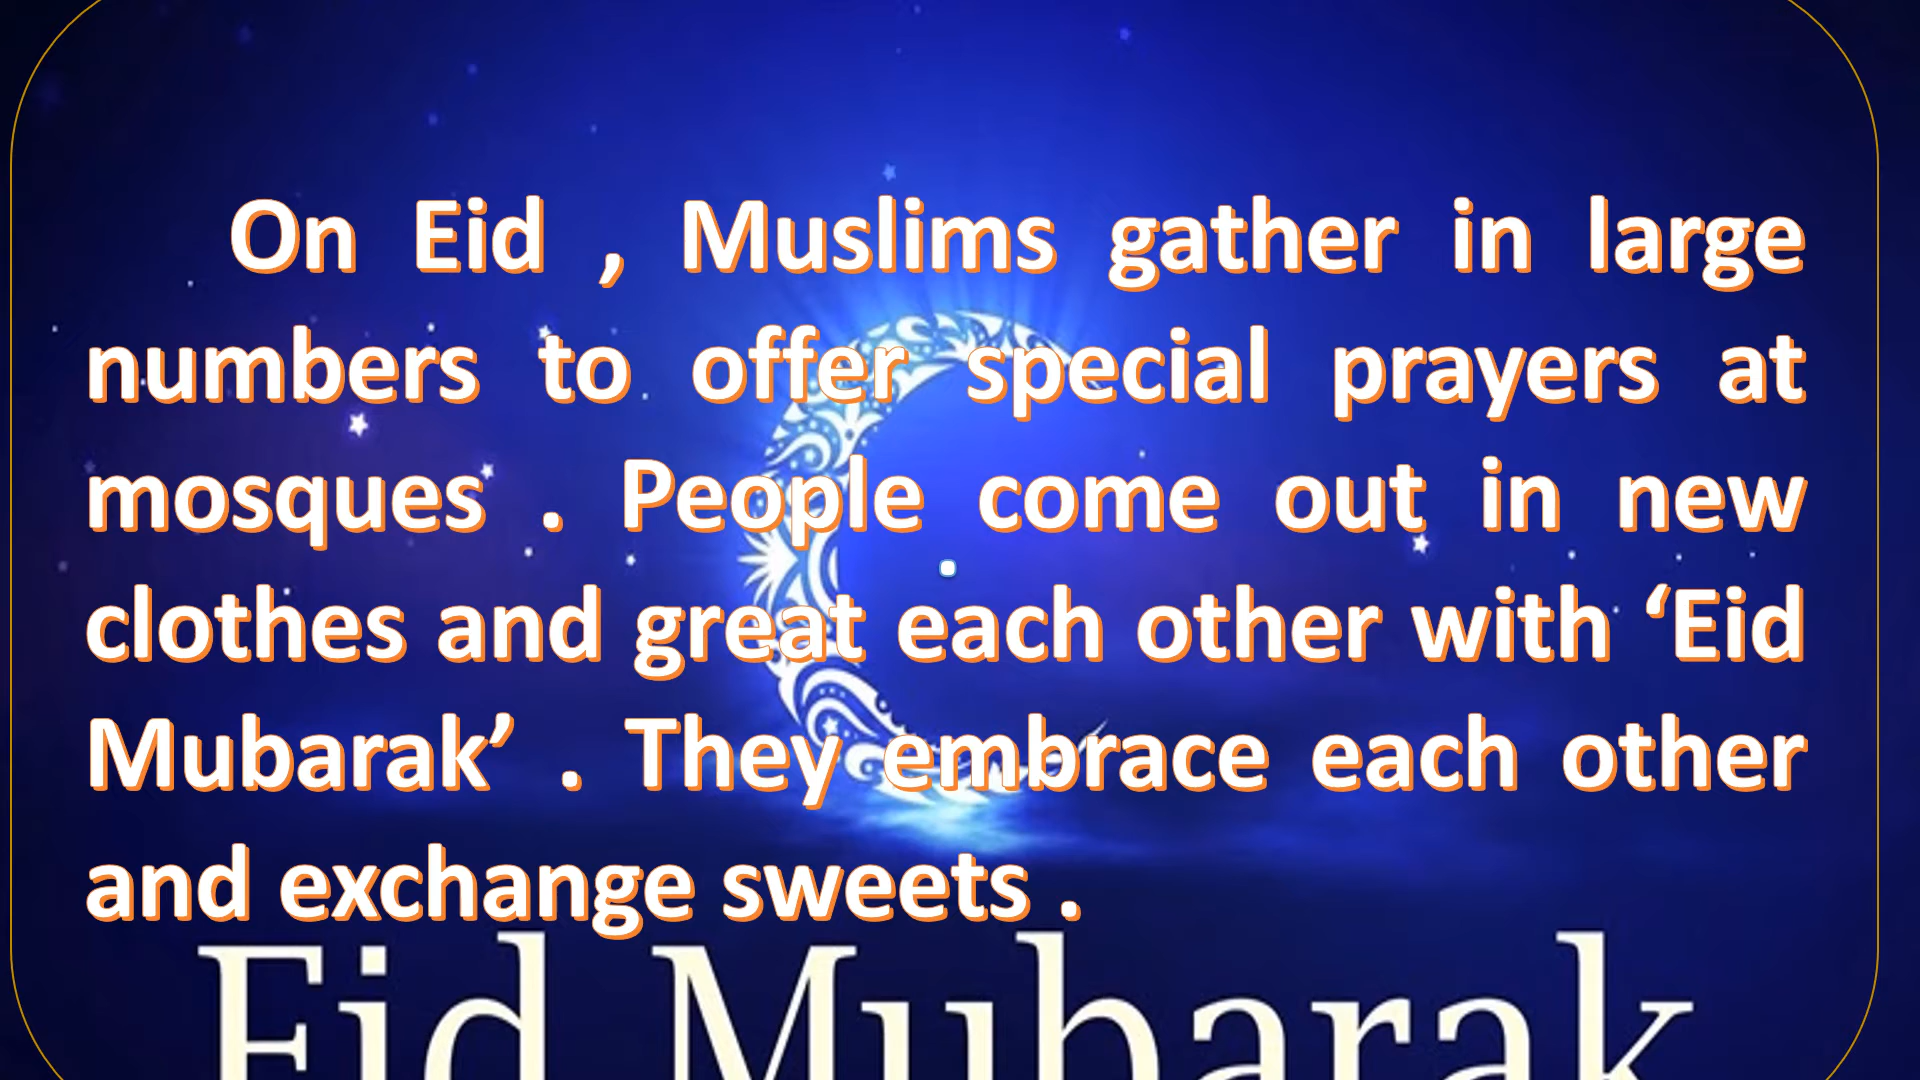 On Eid , Muslims gather in large
numbers to offer special prayers at
mosques . People come out in new
clothes and great each other with ‘Eid
Mubarak’ . They embrace each other
and exchange sweets .
Eid Mubarak